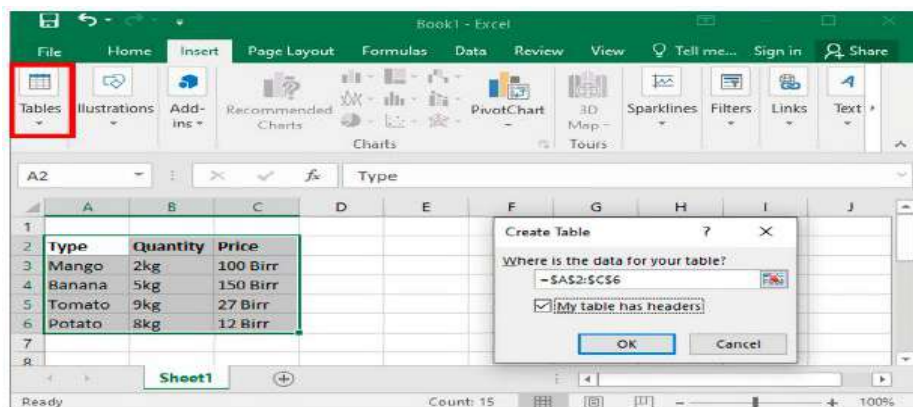 Book1 - Excel
File Home Insert Page Layout Formulas Data Review View Tell me... Sign in Share
Tables Illustrations Add-ins Recommended Charts PivotChart 3D Map Sparklines Filters Links Text
Charts Tours
A2 fx Type
A B C D E F G H I J
1
2 Type Quantity Price
3 Mango 2kg 100 Birr
4 Banana 5kg 150 Birr
5 Tomato 9kg 27 Birr
6 Potato 8kg 12 Birr
7
8
Create Table ? ×
Where is the data for your table?
=$A$2:$C$6
My table has headers
OK Cancel
Sheet1
Ready Count: 15 100%